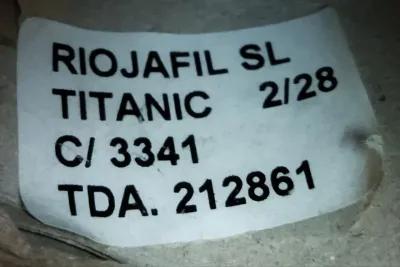 RIOJAFIL SL
TITANIC 2/28
C/ 3341
TDA. 212861